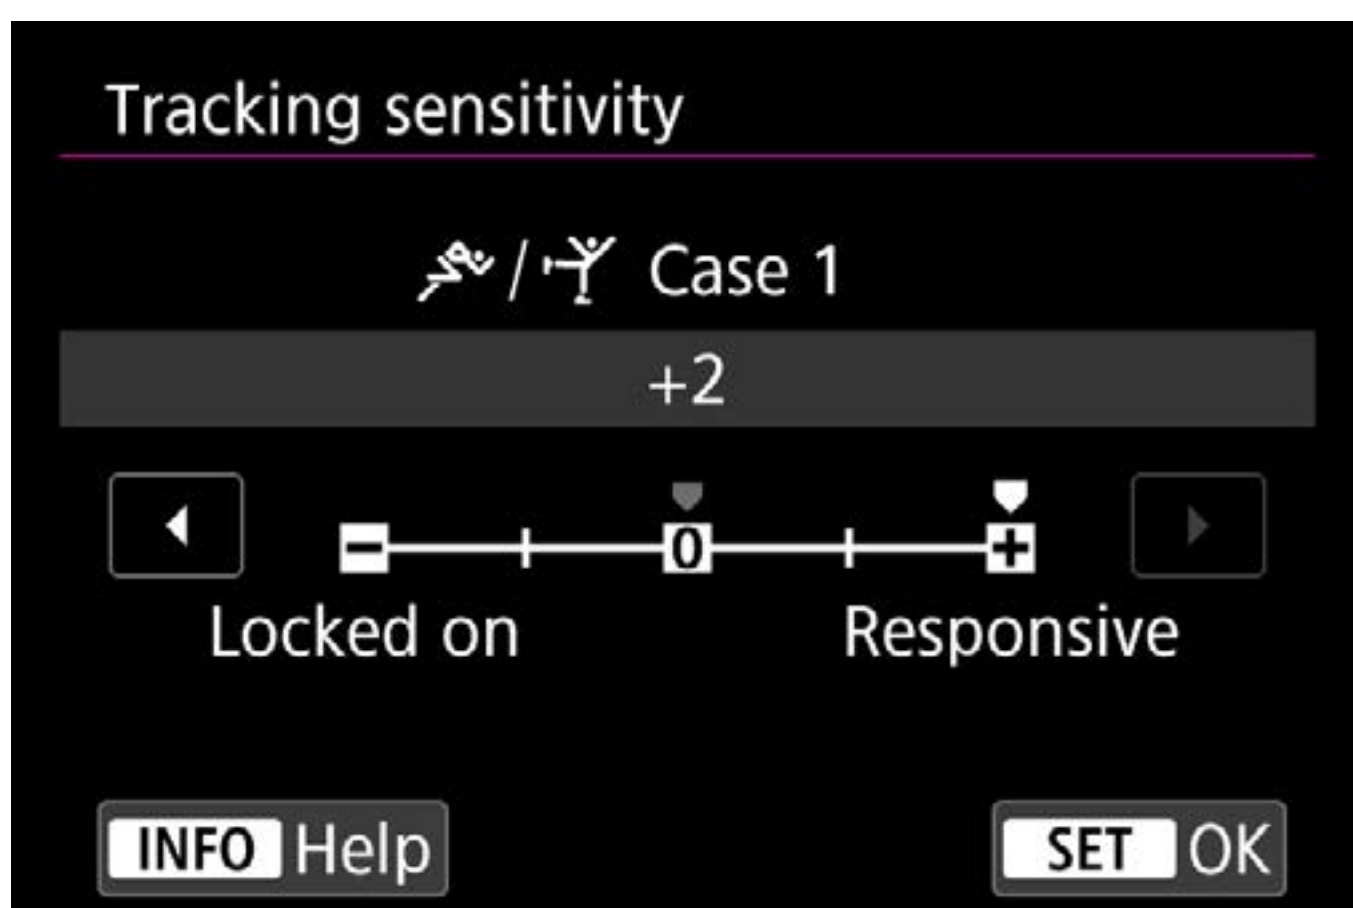 Tracking sensitivity
/ Case 1
+2
- 0 +
Locked on Responsive
INFO Help SET OK